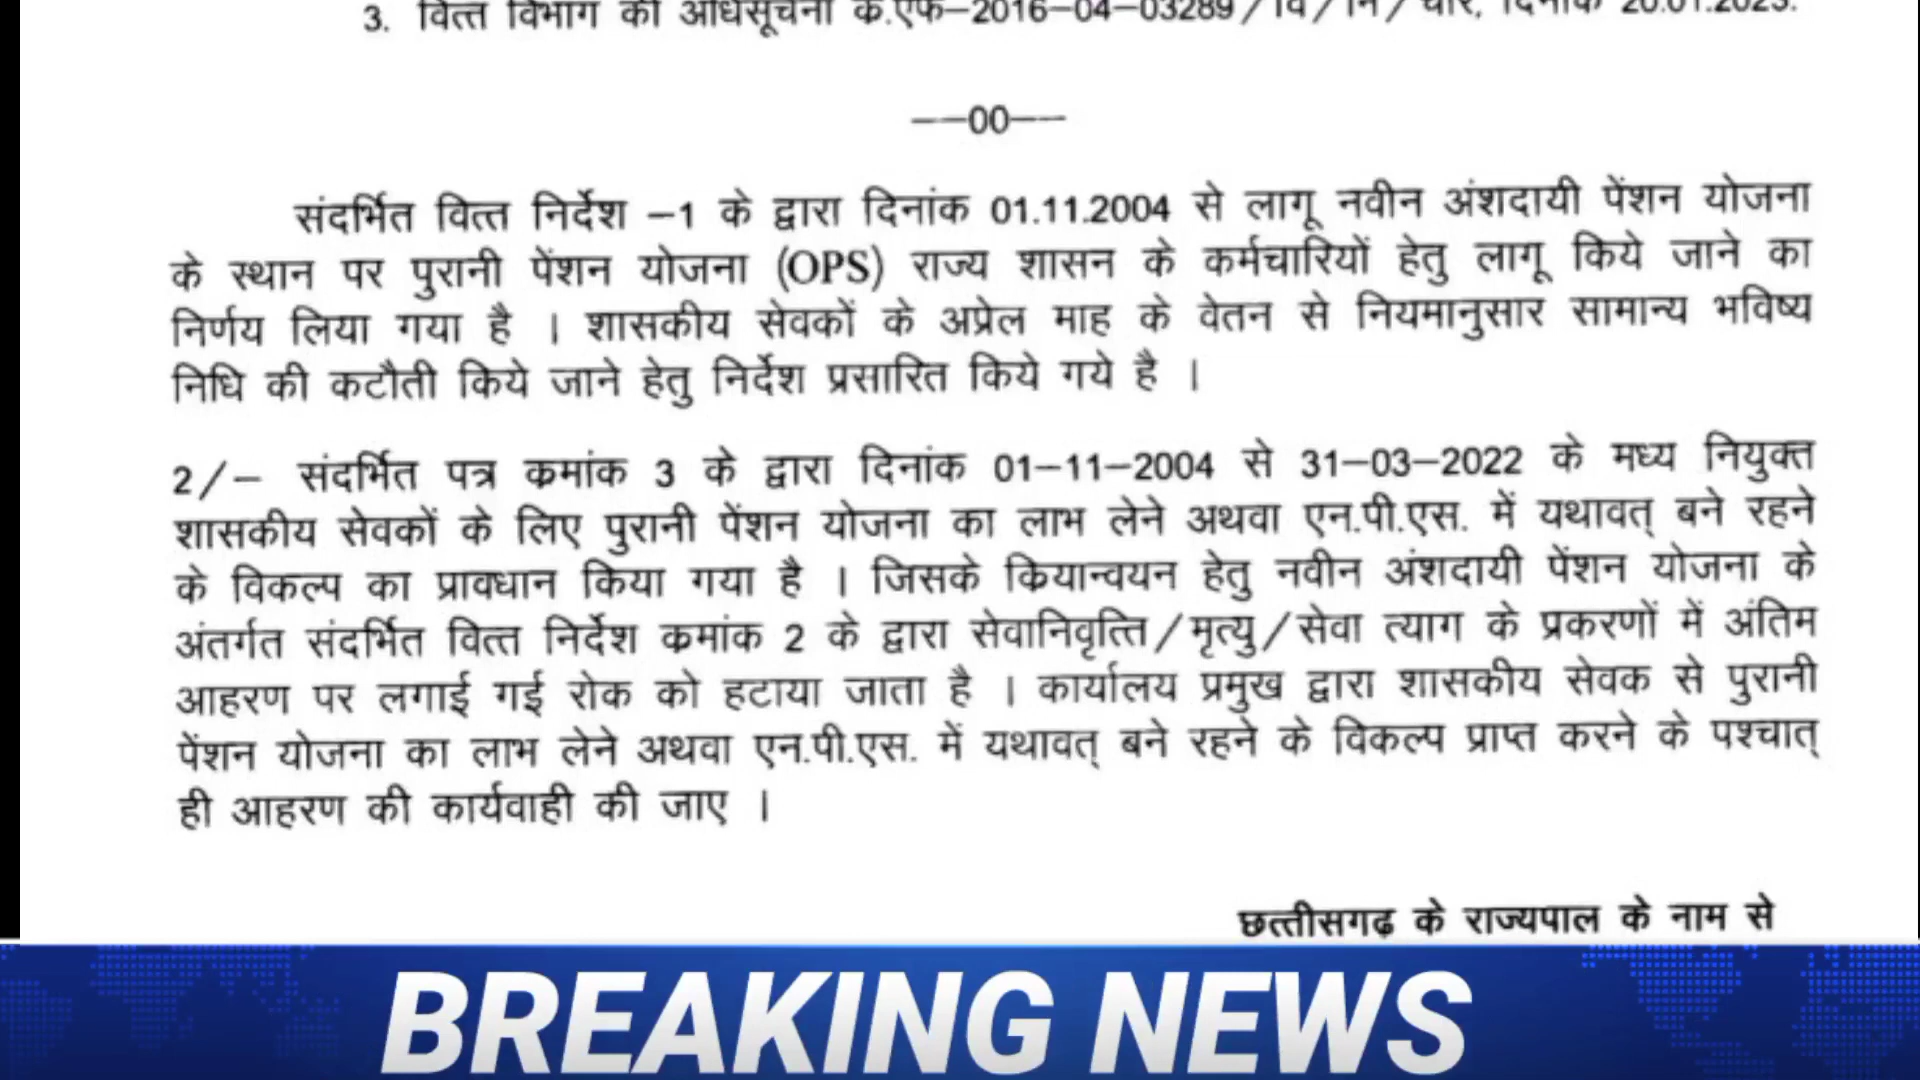 3. वित्त विभाग की अधिसूचना क.एफ–2016–04–03289/वि/नि/चार, दिनांक 20.01.2023.
––00––
संदर्भित वित्त निर्देश –1 के द्वारा दिनांक 01.11.2004 से लागू नवीन अंशदायी पेंशन योजना
के स्थान पर पुरानी पेंशन योजना (OPS) राज्य शासन के कर्मचारियों हेतु लागू किये जाने का
निर्णय लिया गया है । शासकीय सेवकों के अप्रेल माह के वेतन से नियमानुसार सामान्य भविष्य
निधि की कटौती किये जाने हेतु निर्देश प्रसारित किये गये है ।
2/– संदर्भित पत्र कमांक 3 के द्वारा दिनांक 01–11–2004 से 31–03–2022 के मध्य नियुक्त
शासकीय सेवकों के लिए पुरानी पेंशन योजना का लाभ लेने अथवा एन.पी.एस. में यथावत् बने रहने
के विकल्प का प्रावधान किया गया है । जिसके कियान्वयन हेतु नवीन अंशदायी पेंशन योजना के
अंतर्गत संदर्भित वित्त निर्देश कमांक 2 के द्वारा सेवानिवृत्ति/मृत्यु/सेवा त्याग के प्रकरणों में अंतिम
आहरण पर लगाई गई रोक को हटाया जाता है । कार्यालय प्रमुख द्वारा शासकीय सेवक से पुरानी
पेंशन योजना का लाभ लेने अथवा एन.पी.एस. में यथावत् बने रहने के विकल्प प्राप्त करने के पश्चात्
ही आहरण की कार्यवाही की जाए ।
छत्तीसगढ़ के राज्यपाल के नाम से
BREAKING NEWS